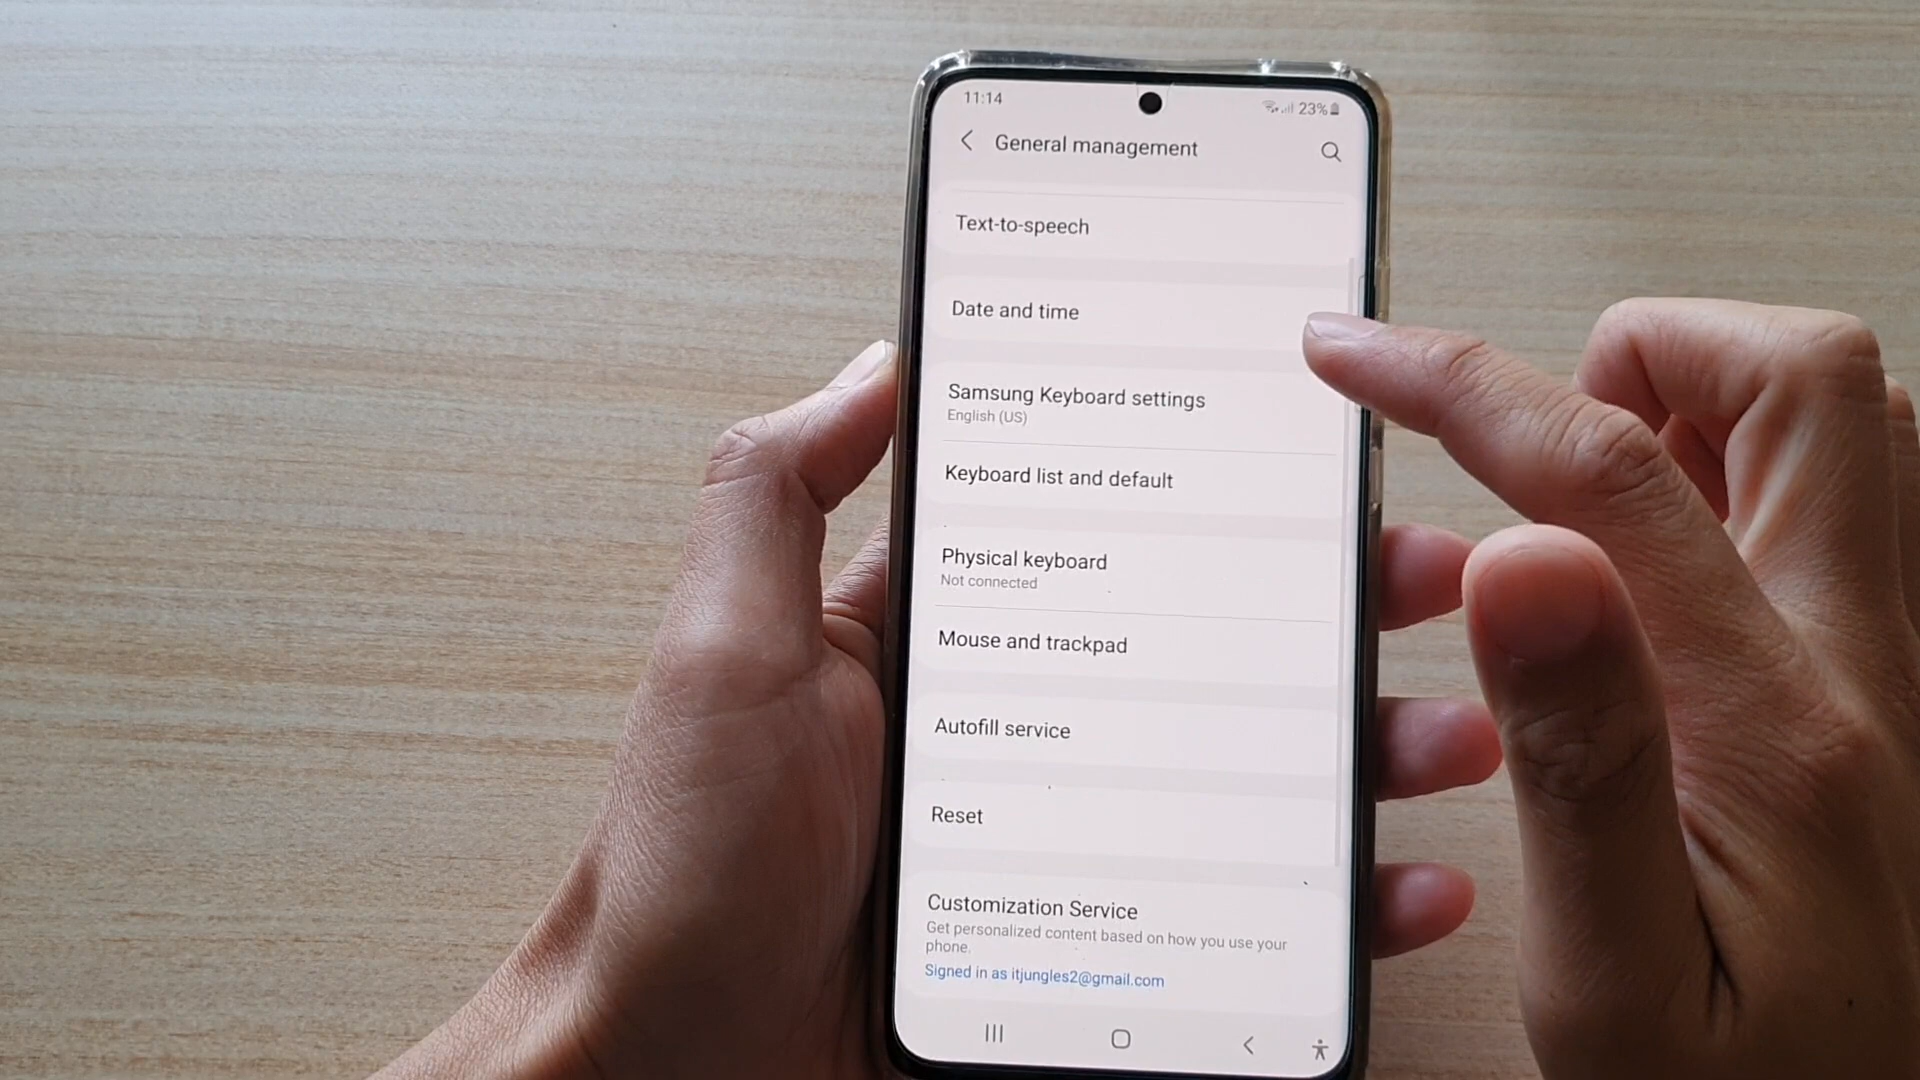 11:14
23%
General management
Text-to-speech
Date and time
Samsung Keyboard settings
English (US)
Keyboard list and default
Physical keyboard
Not connected
Mouse and trackpad
Autofill service
Reset
Customization Service
Get personalized content based on how you use your
phone.
Signed in as itjungles2@gmail.com